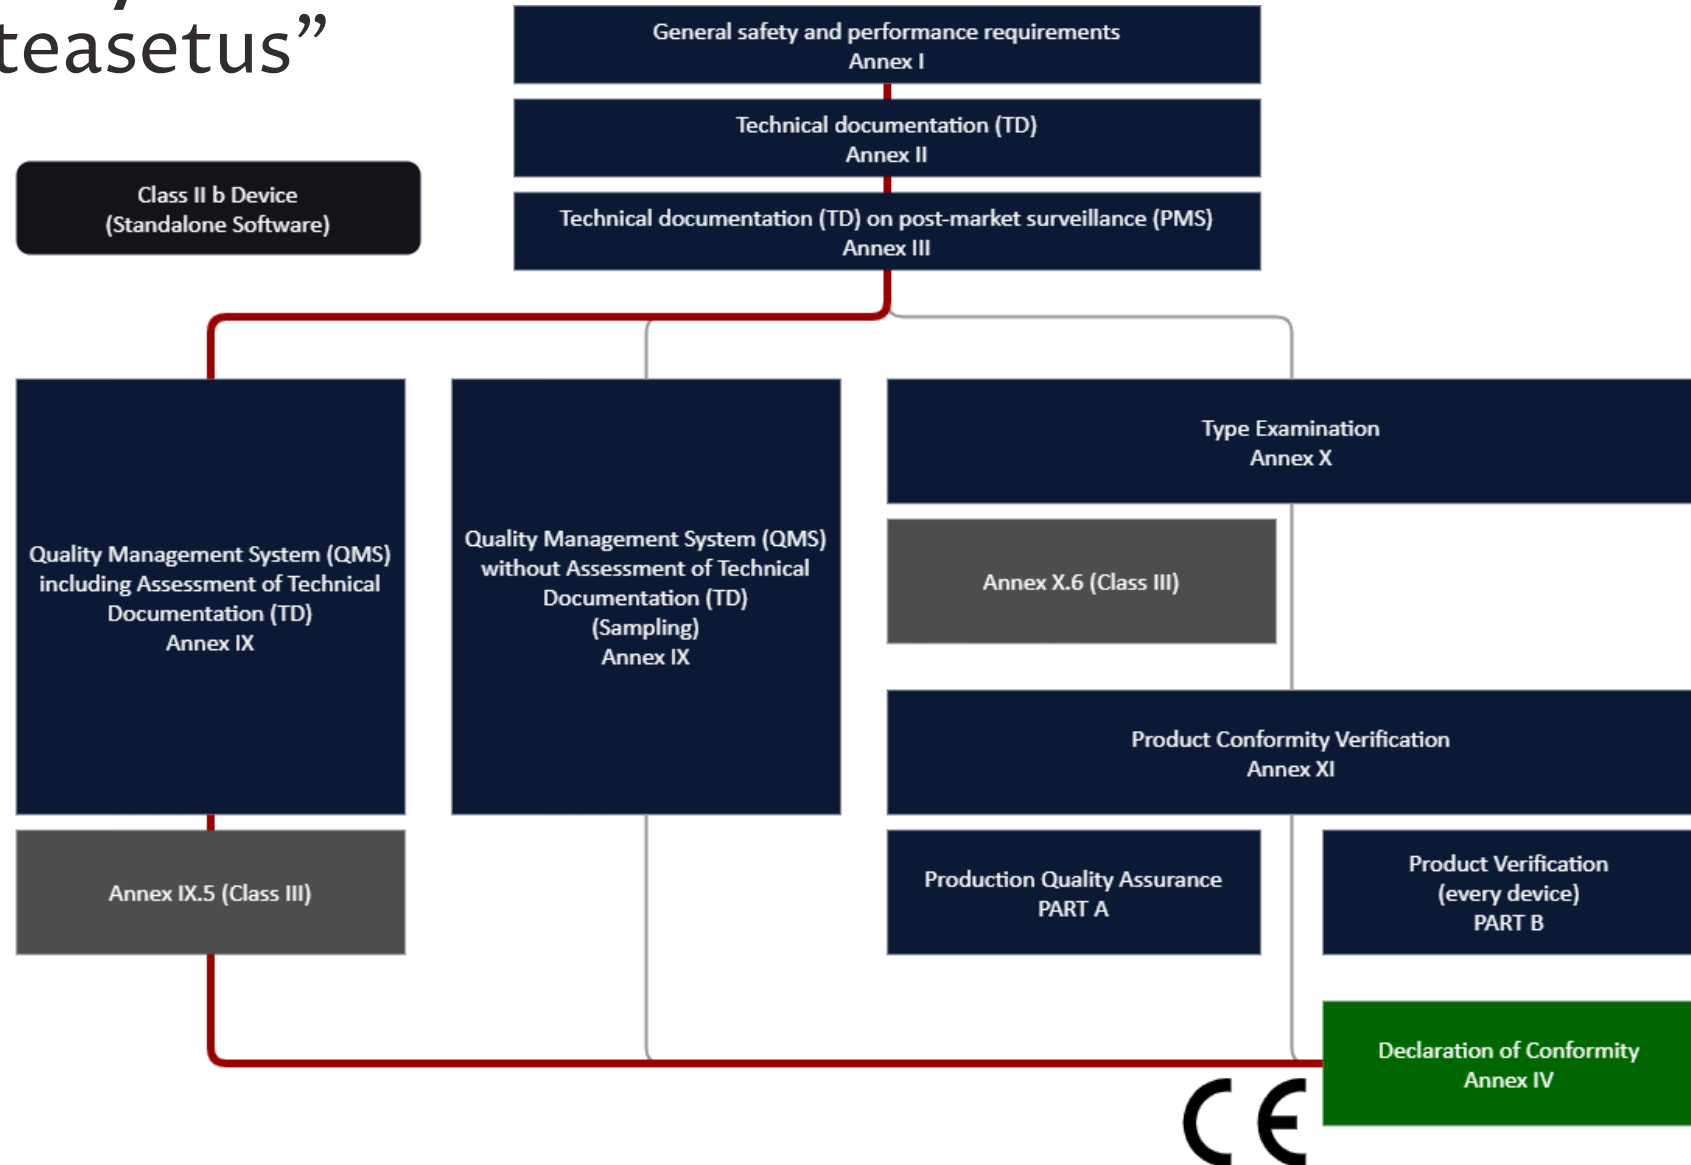 teasetus”
General safety and performance requirements
Annex I
Technical documentation (TD)
Annex II
Class II b Device
(Standalone Software)
Technical documentation (TD) on post-market surveillance (PMS)
Annex III
Quality Management System (QMS)
including Assessment of Technical
Documentation (TD)
Annex IX
Quality Management System (QMS)
without Assessment of Technical
Documentation (TD)
(Sampling)
Annex IX
Type Examination
Annex X
Annex X.6 (Class III)
Product Conformity Verification
Annex XI
Annex IX.5 (Class III)
Production Quality Assurance
PART A
Product Verification
(every device)
PART B
Declaration of Conformity
Annex IV
CE